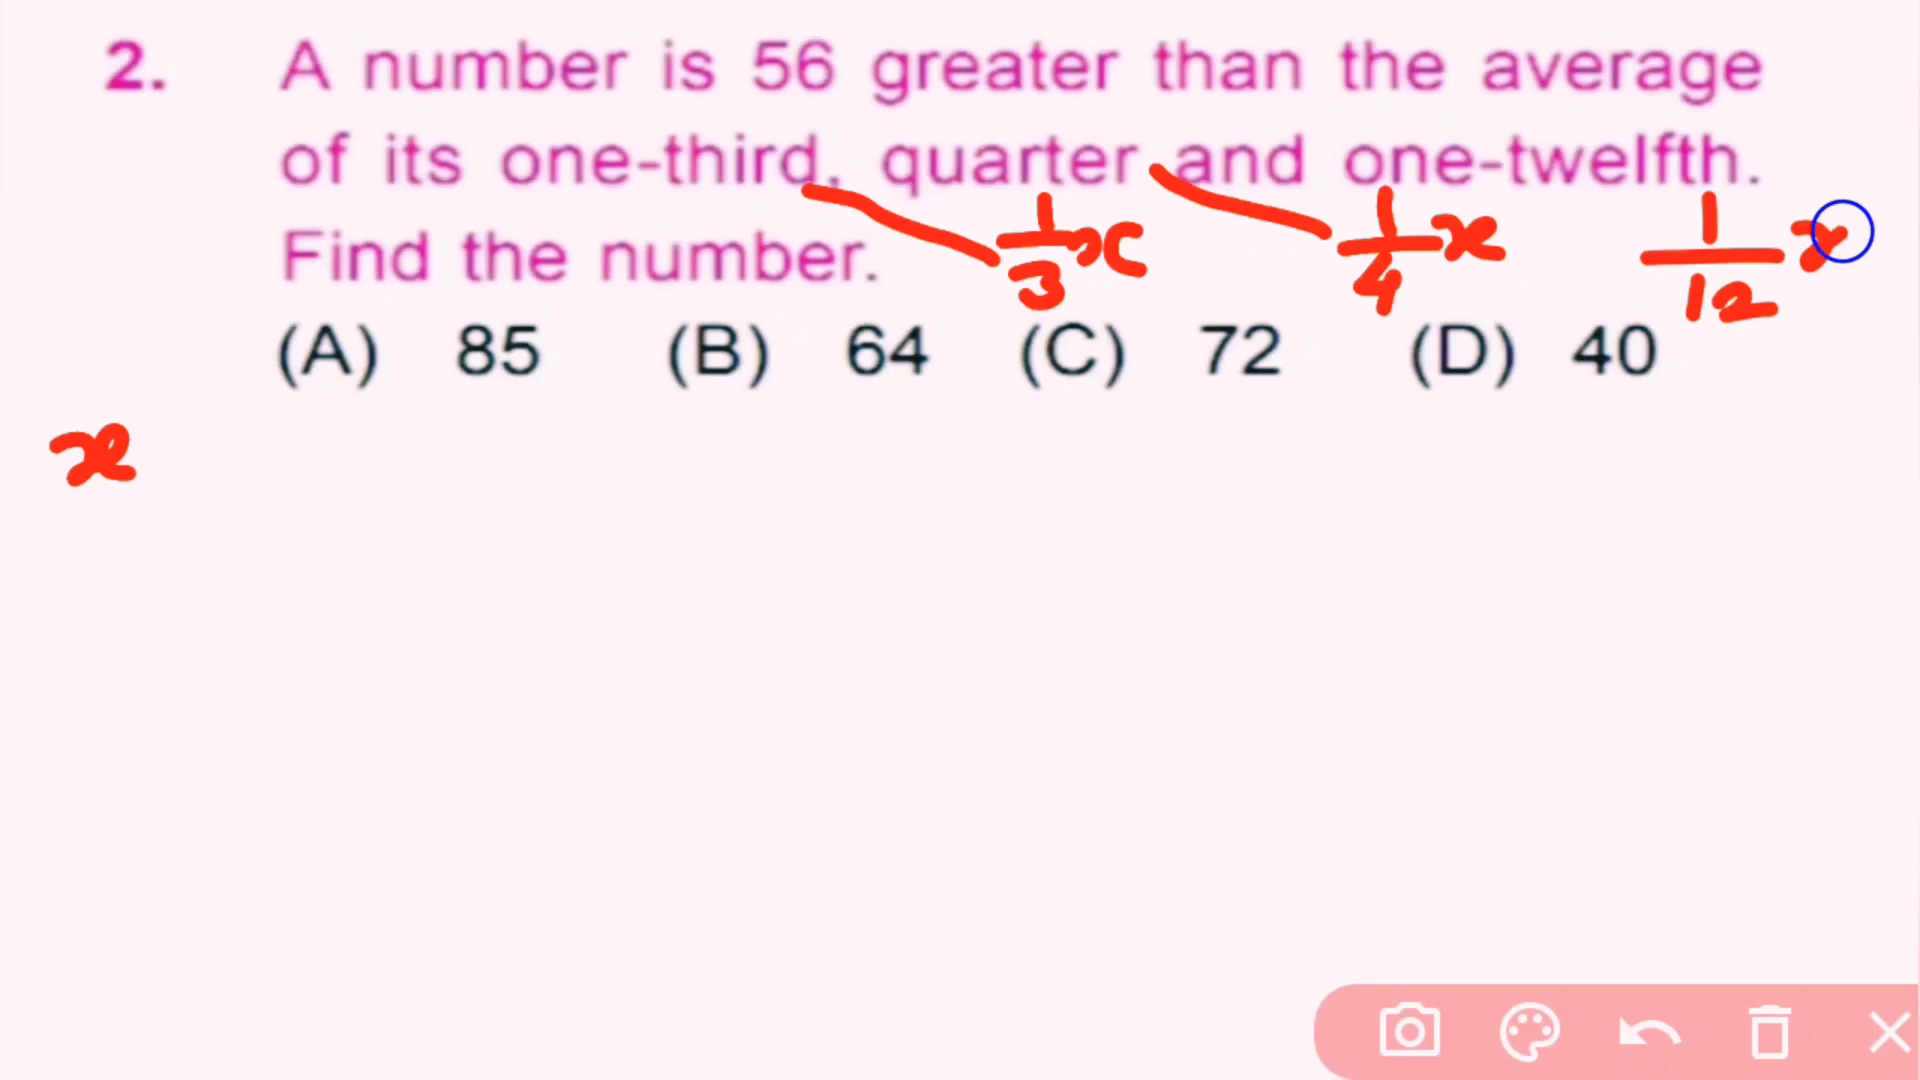 2. A number is 56 greater than the average
of its one-third, quarter and one-twelfth.
Find the number. 1/3 x 1/4 x 1/12 x
(A) 85 (B) 64 (C) 72 (D) 40
x